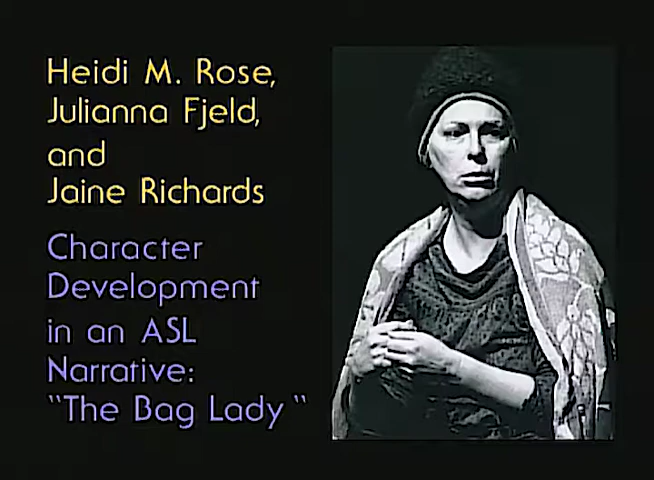 Heidi M. Rose,
Julianna Fjeld,
and
Jaine Richards
Character
Development
in an ASL
Narrative:
“The Bag Lady “